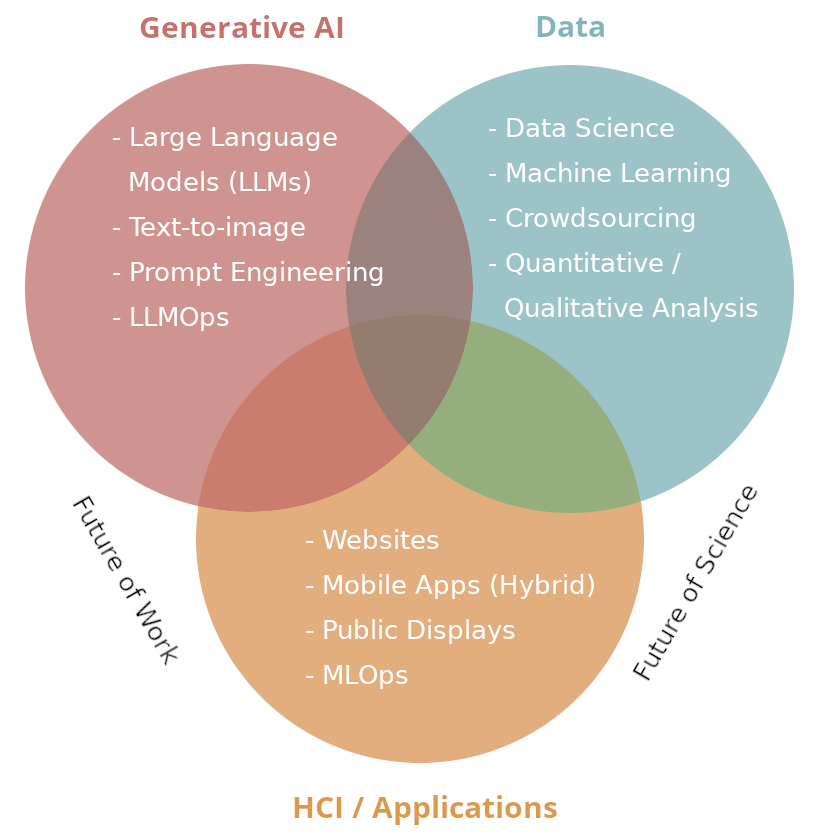 Generative AI
Data
- Large Language
Models (LLMs)
- Text-to-image
- Prompt Engineering
- LLMOps
- Data Science
- Machine Learning
- Crowdsourcing
- Quantitative /
Qualitative Analysis
Future of Work
Future of Science
- Websites
- Mobile Apps (Hybrid)
- Public Displays
- MLOps
HCI / Applications